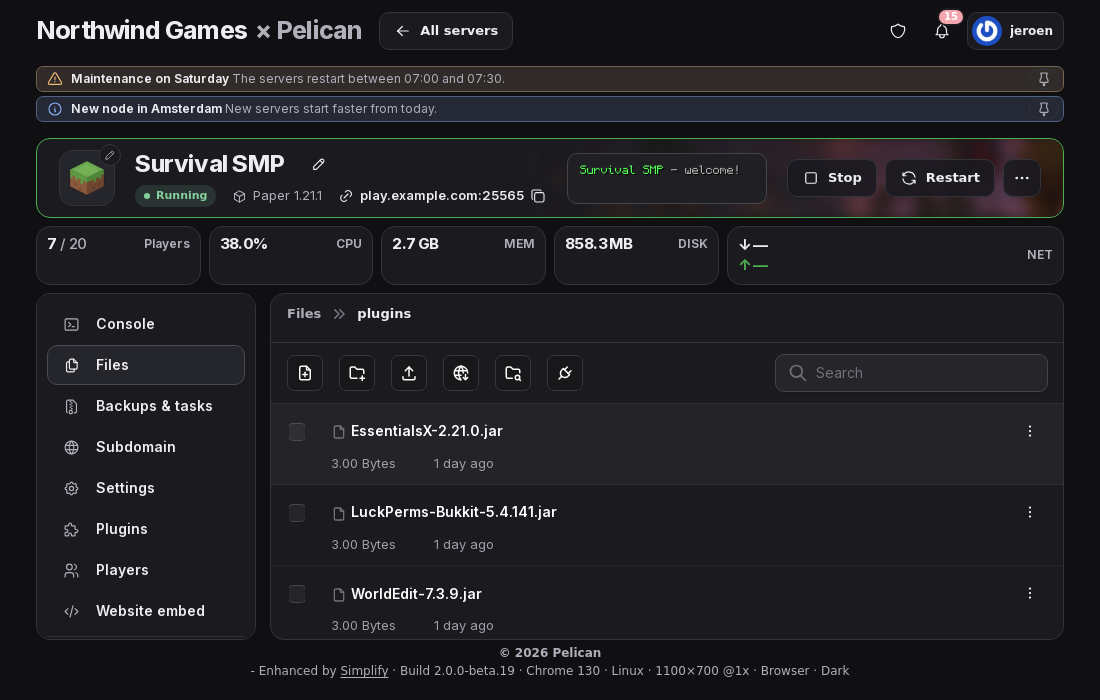 Northwind Games × Pelican
All servers
15
jeroen
Maintenance on Saturday The servers restart between 07:00 and 07:30.
New node in Amsterdam New servers start faster from today.
Survival SMP
Running
Paper 1.21.1
play.example.com:25565
Survival SMP — welcome!
Stop
Restart
7 / 20
Players
38.0%
CPU
2.7 GB
MEM
858.3 MB
DISK
↓—
↑—
NET
Console
Files
Backups & tasks
Subdomain
Settings
Plugins
Players
Website embed
Files
plugins
Search
EssentialsX-2.21.0.jar
3.00 Bytes 1 day ago
LuckPerms-Bukkit-5.4.141.jar
3.00 Bytes 1 day ago
WorldEdit-7.3.9.jar
3.00 Bytes 1 day ago
© 2026 Pelican
- Enhanced by Simplify · Build 2.0.0-beta.19 · Chrome 130 · Linux · 1100×700 @1x · Browser · Dark